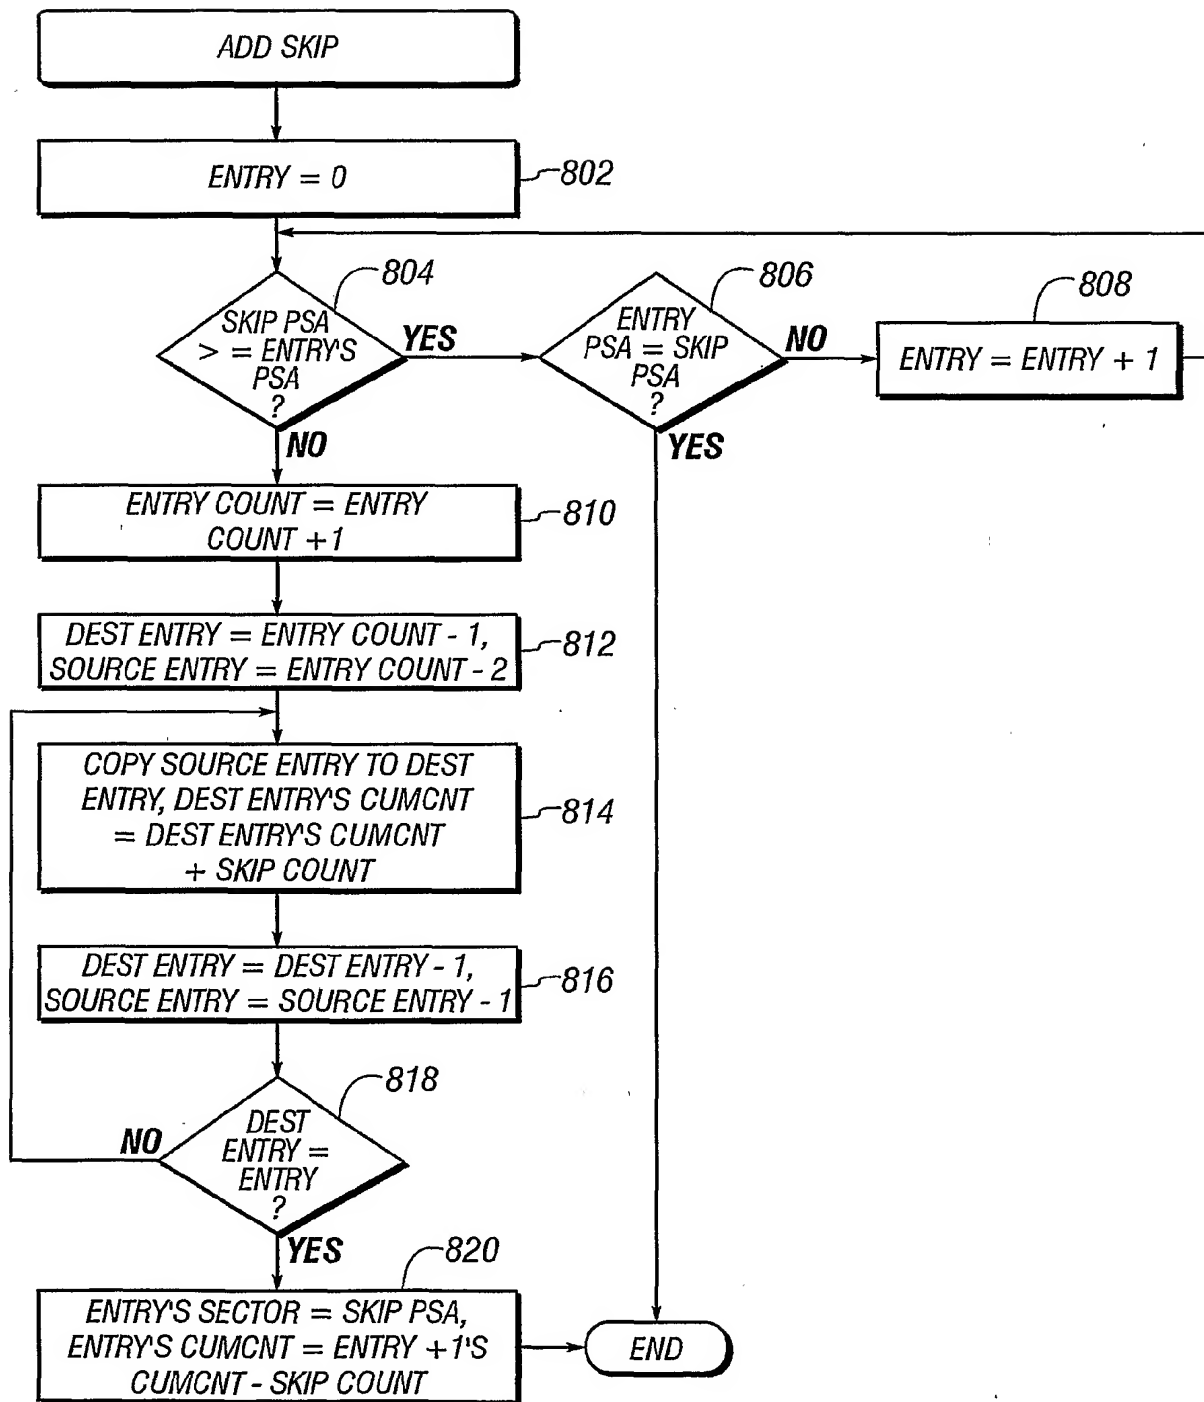 ADD SKIP
ENTRY = 0
802
804
SKIP PSA
> = ENTRY'S
PSA
?
YES
NO
806
ENTRY
PSA = SKIP
PSA
?
NO
YES
808
ENTRY = ENTRY + 1
ENTRY COUNT = ENTRY
COUNT +1
810
DEST ENTRY = ENTRY COUNT - 1,
SOURCE ENTRY = ENTRY COUNT - 2
812
COPY SOURCE ENTRY TO DEST
ENTRY, DEST ENTRY'S CUMCNT
= DEST ENTRY'S CUMCNT
+ SKIP COUNT
814
DEST ENTRY = DEST ENTRY - 1,
SOURCE ENTRY = SOURCE ENTRY - 1
816
818
DEST
ENTRY =
ENTRY
?
NO
YES
820
ENTRY'S SECTOR = SKIP PSA,
ENTRY'S CUMCNT = ENTRY +1'S
CUMCNT - SKIP COUNT
END